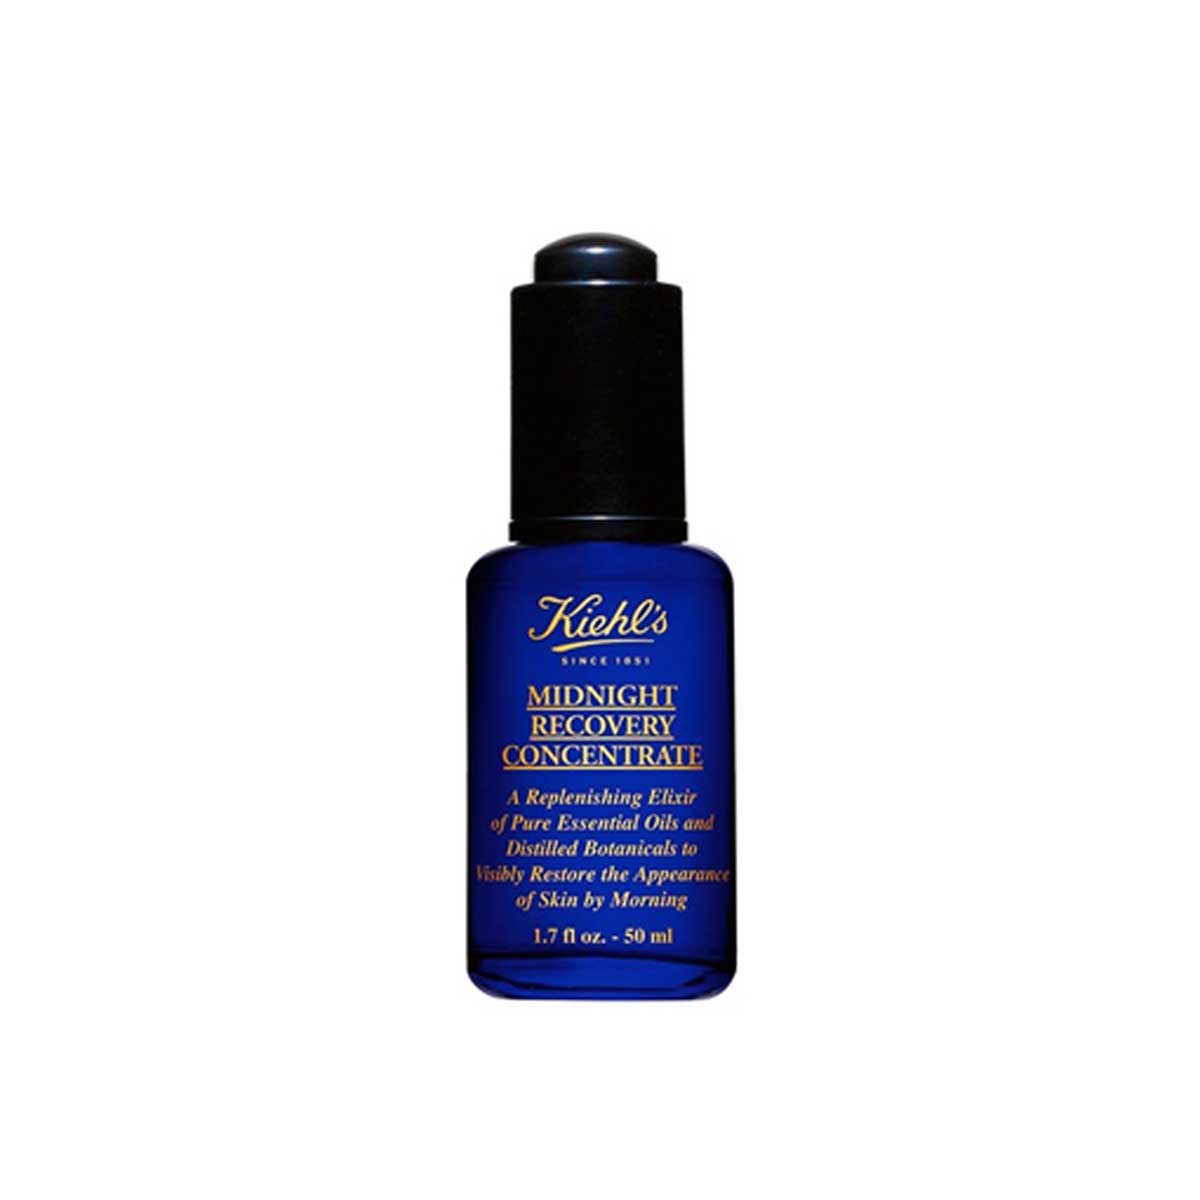 Kiehl's
SINCE 1851
MIDNIGHT
RECOVERY
CONCENTRATE
A Replenishing Elixir
of Pure Essential Oils and
Distilled Botanicals to
Visibly Restore the Appearance
of Skin by Morning
1.7 fl oz. - 50 ml